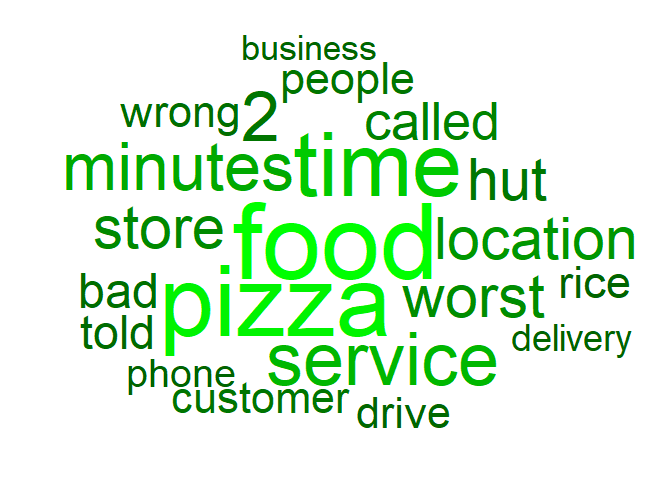 business
people
wrong 2 called
minutes time hut
store food location
bad pizza worst rice
told service delivery
phone customer drive